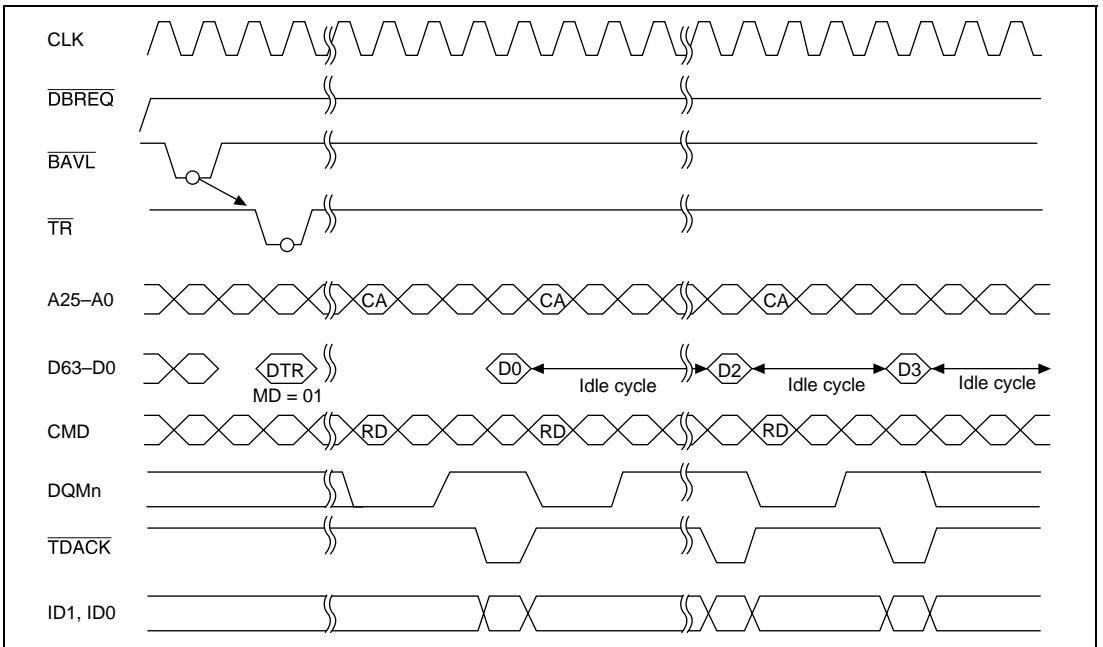 CLK
DBREQ
BAVL
TR
A25–A0 CA CA CA
D63–D0 DTR D0 Idle cycle D2 Idle cycle D3 Idle cycle
MD = 01
CMD RD RD RD
DQMn
TDACK
ID1, ID0